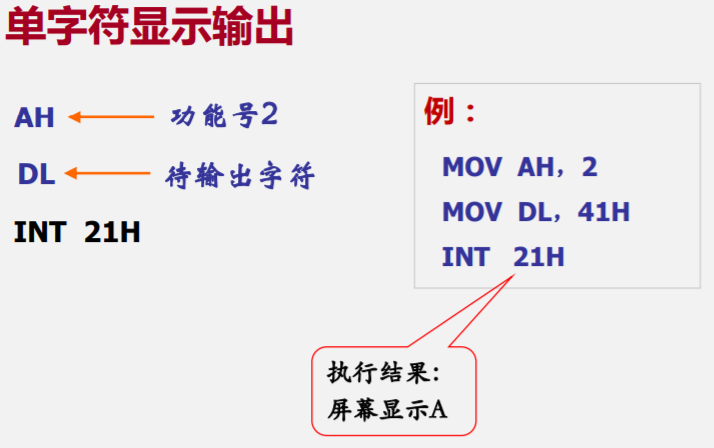 单字符显示输出
AH
功能号2
DL
待输出字符
INT 21H
例：
MOV AH，2
MOV DL，41H
INT 21H
执行结果：
屏幕显示A